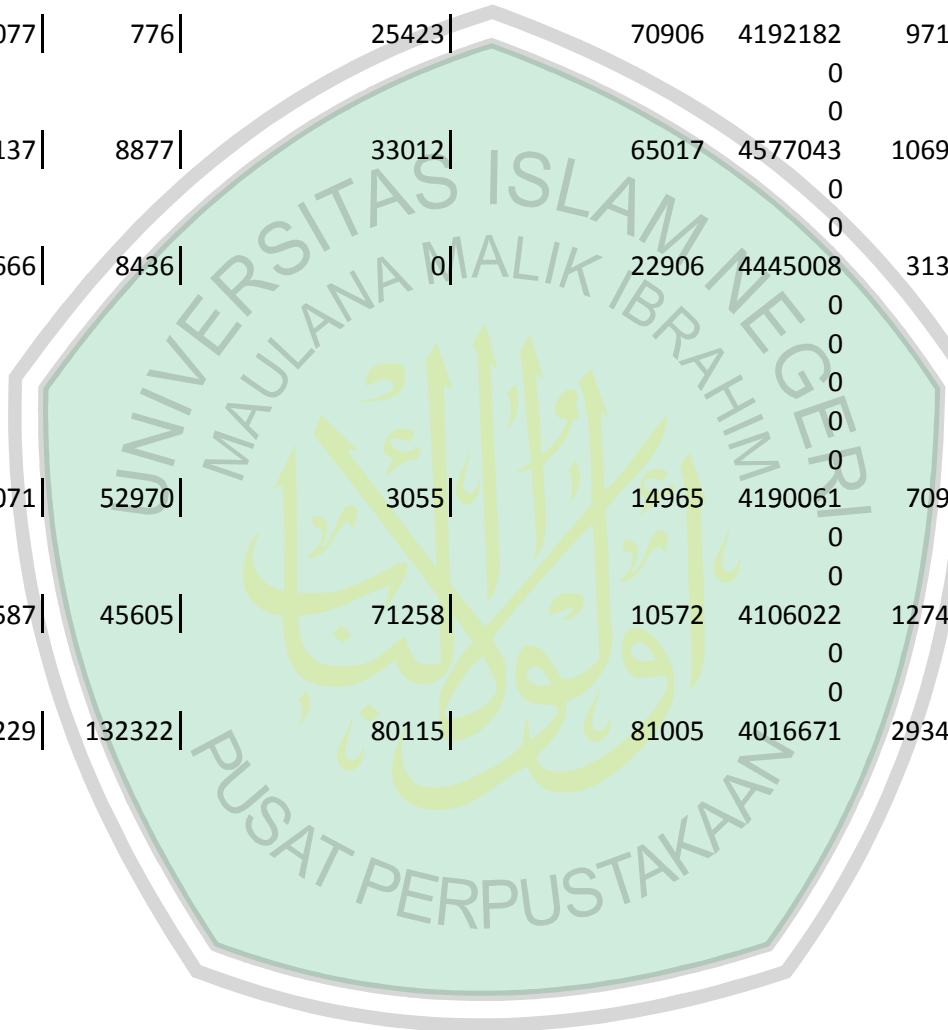 077 776 25423 70906 4192182 971
0
0
137 8877 33012 65017 4577043 1069
0
0
666 8436 0 22906 4445008 313
0
0
0
0
0
071 52970 3055 14965 4190061 709
0
0
587 45605 71258 10572 4106022 1274
0
0
229 132322 80115 81005 4016671 2934
UNIVERSITAS ISLAM NEGERI
MAULANA MALIK IBRAHIM
PUSAT PERPUSTAKAAN